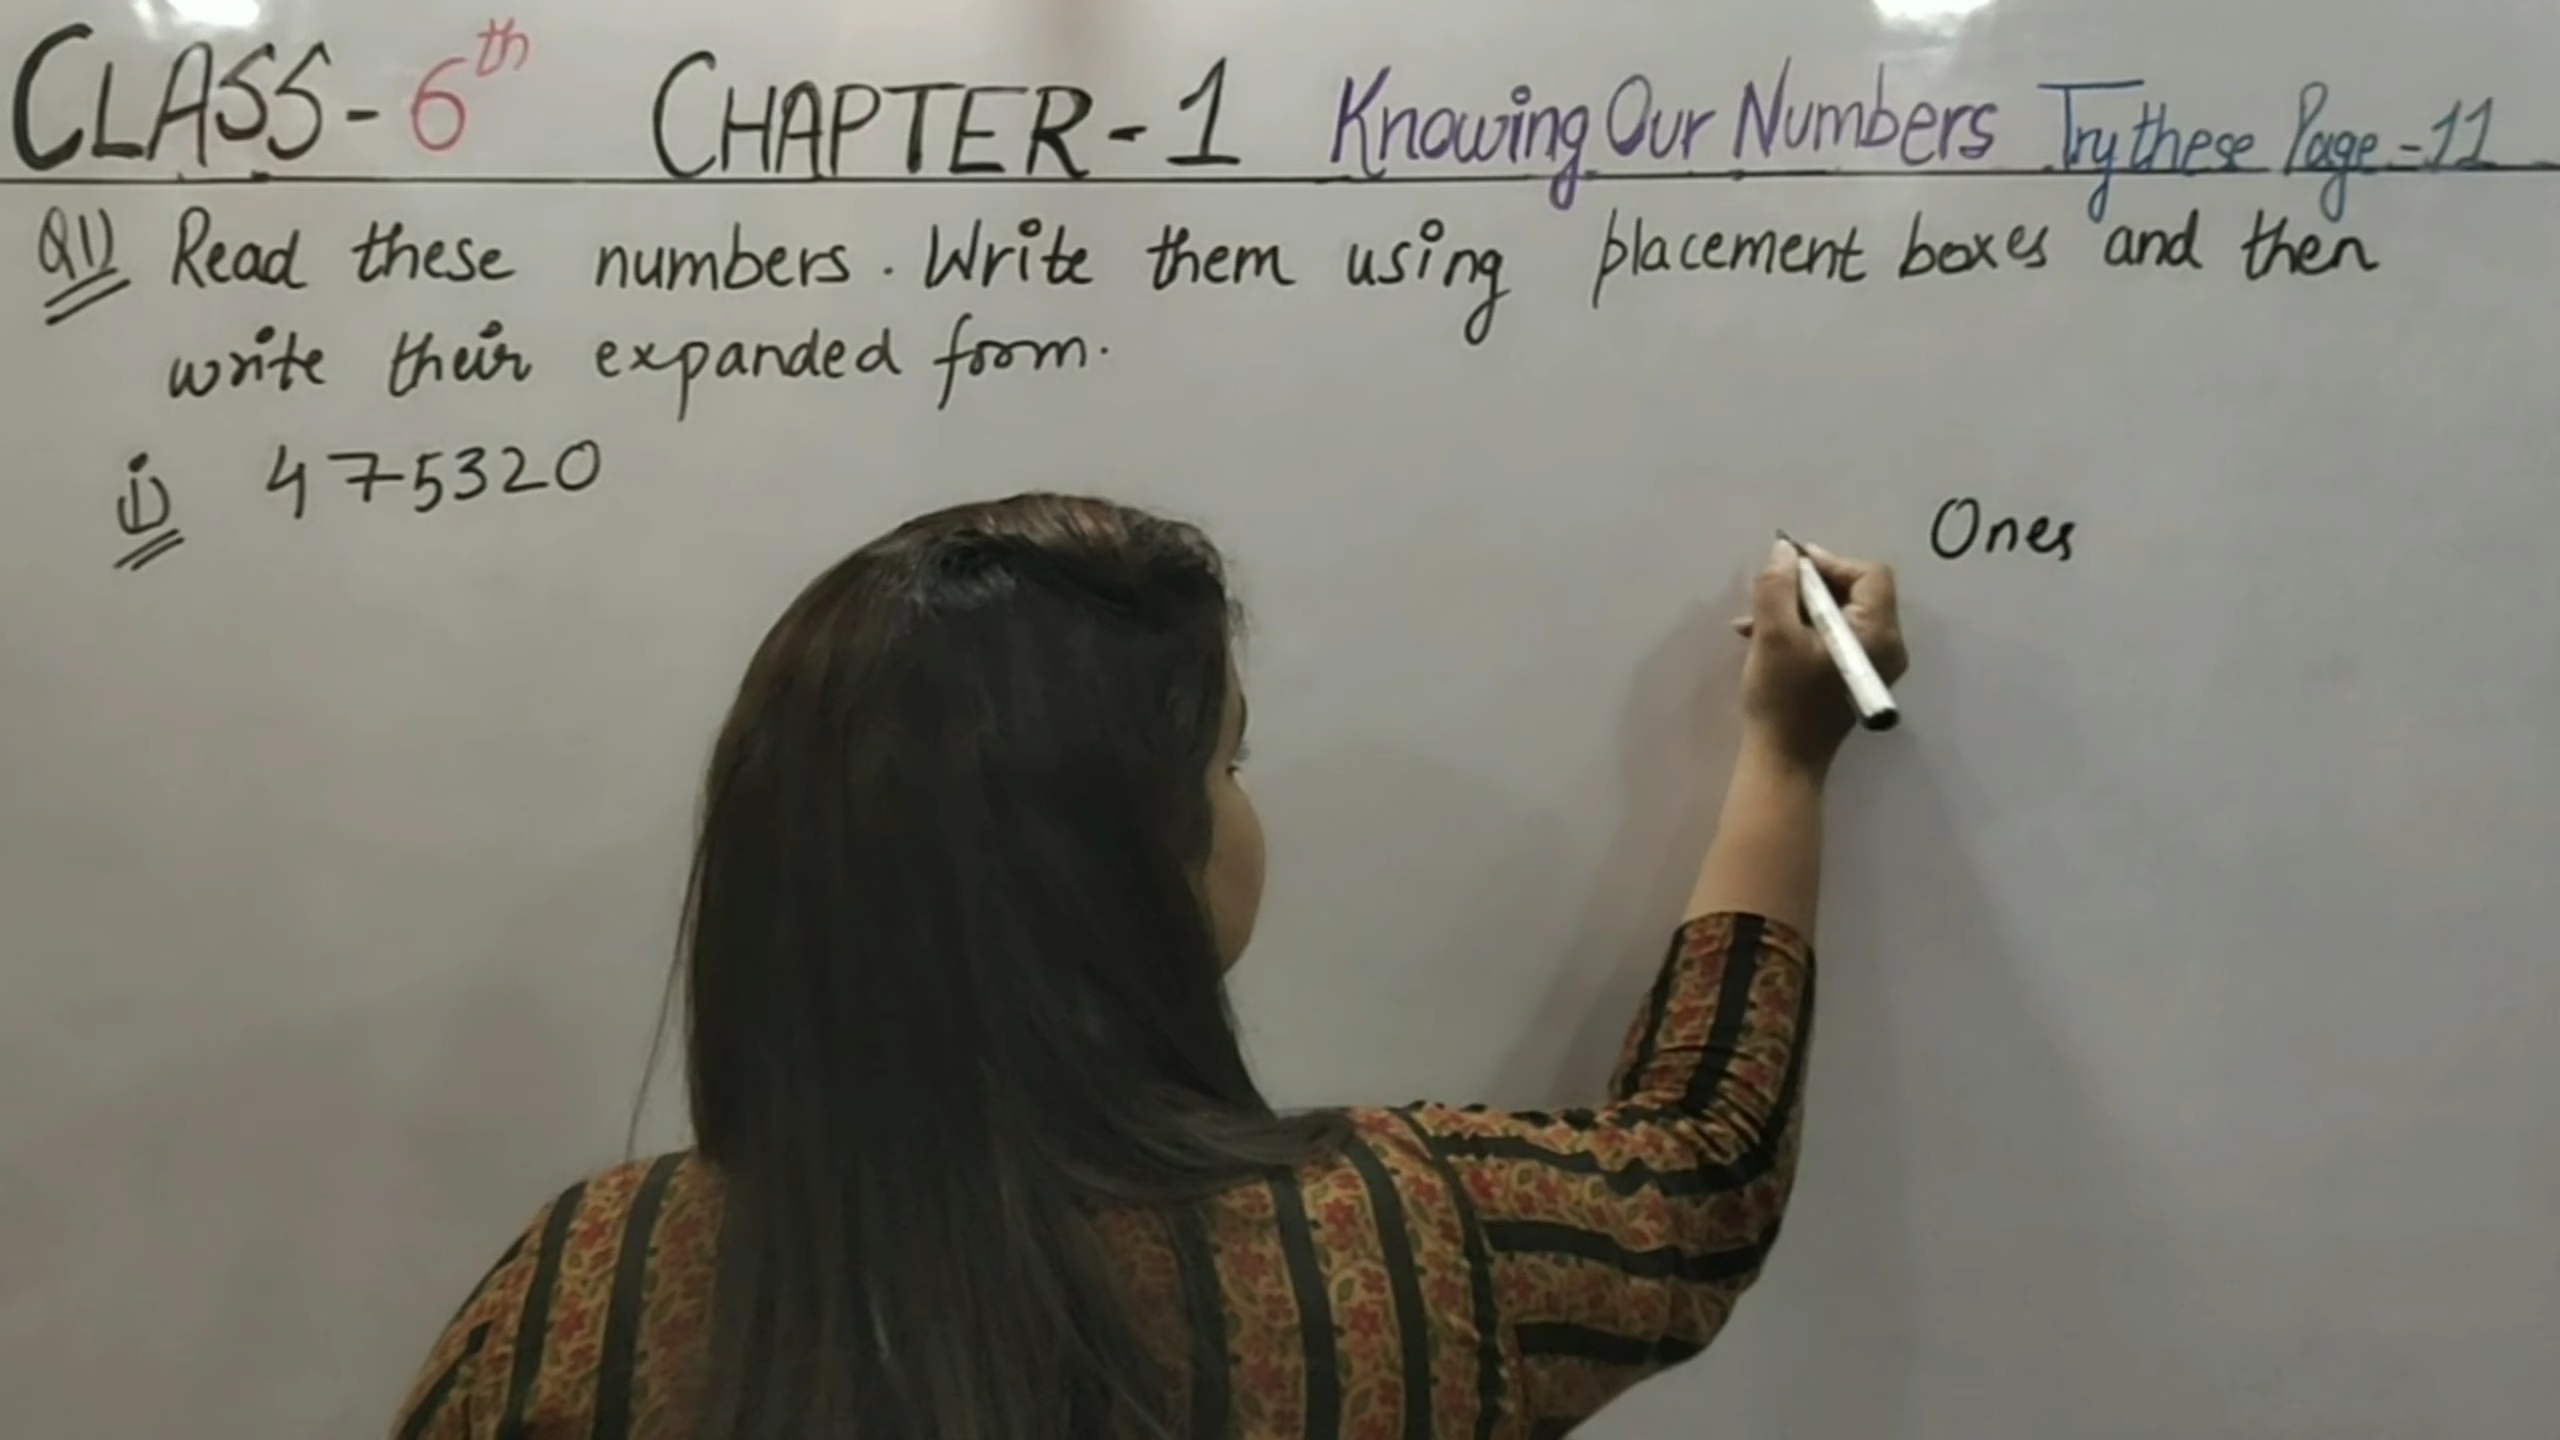 CLASS-6th CHAPTER-1 Knowing Our Numbers Try these Page-11
Q1) Read these numbers. Write them using placement boxes and then
write their expanded form.
i) 475320
Ones